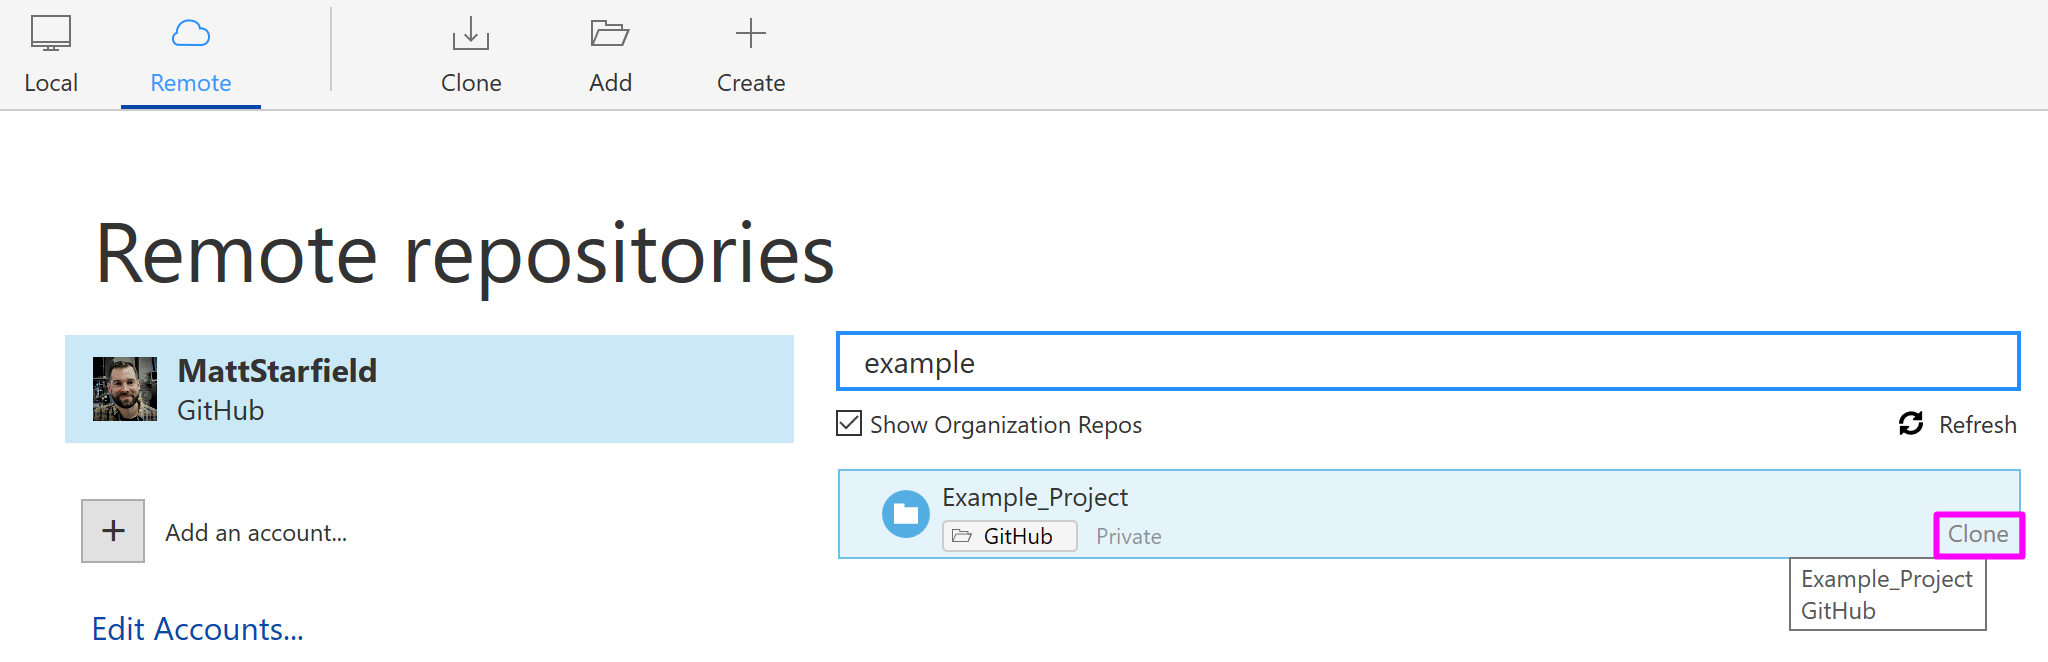 Local
Remote
Clone
Add
Create
Remote repositories
MattStarfield
GitHub
Add an account...
Edit Accounts...
example
Show Organization Repos
Refresh
Example_Project
GitHub
Private
Clone
Example_Project
GitHub